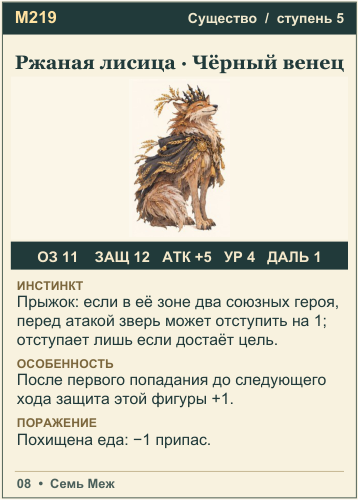 M219 Существо / ступень 5
Ржаная лисица · Чёрный венец
ОЗ 11 ЗАЩ 12 АТК +5 УР 4 ДАЛЬ 1
ИНСТИНКТ
Прыжок: если в её зоне два союзных героя,
перед атакой зверь может отступить на 1;
отступает лишь если достаёт цель.
ОСОБЕННОСТЬ
После первого попадания до следующего
хода защита этой фигуры +1.
ПОРАЖЕНИЕ
Похищена еда: −1 припас.
08 • Семь Меж